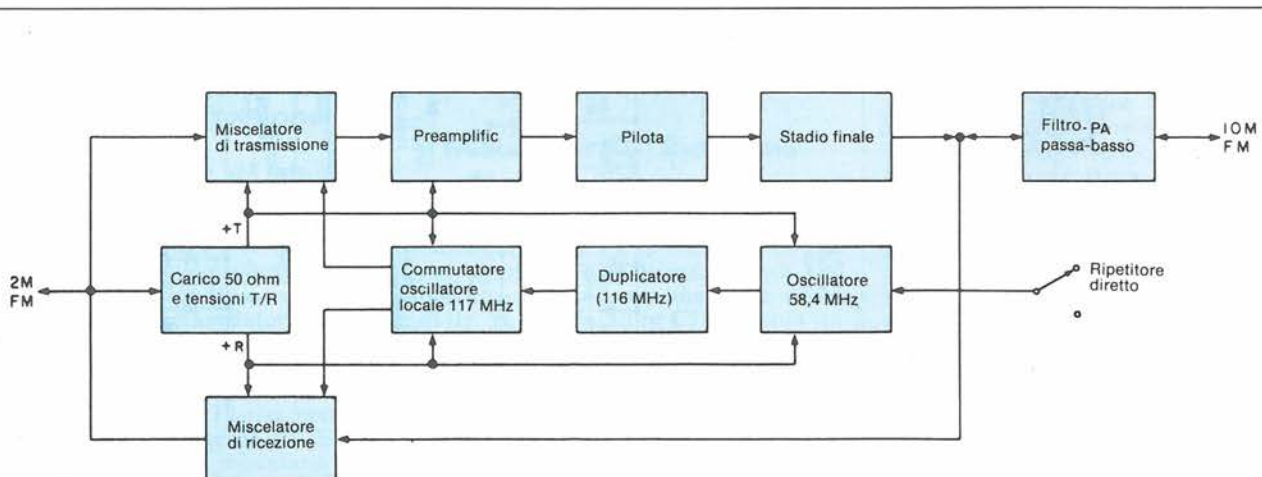 Miscelatore
di trasmissione
Preamplific
Pilota
Stadio finale
Filtro-PA
passa-basso
10M
FM
+T
2M
FM
Carico 50 ohm
e tensioni T/R
Commutatore
oscillatore
locale 117 MHz
Duplicatore
(116 MHz)
Oscillatore
58,4 MHz
Ripetitore
diretto
+R
Miscelatore
di ricezione